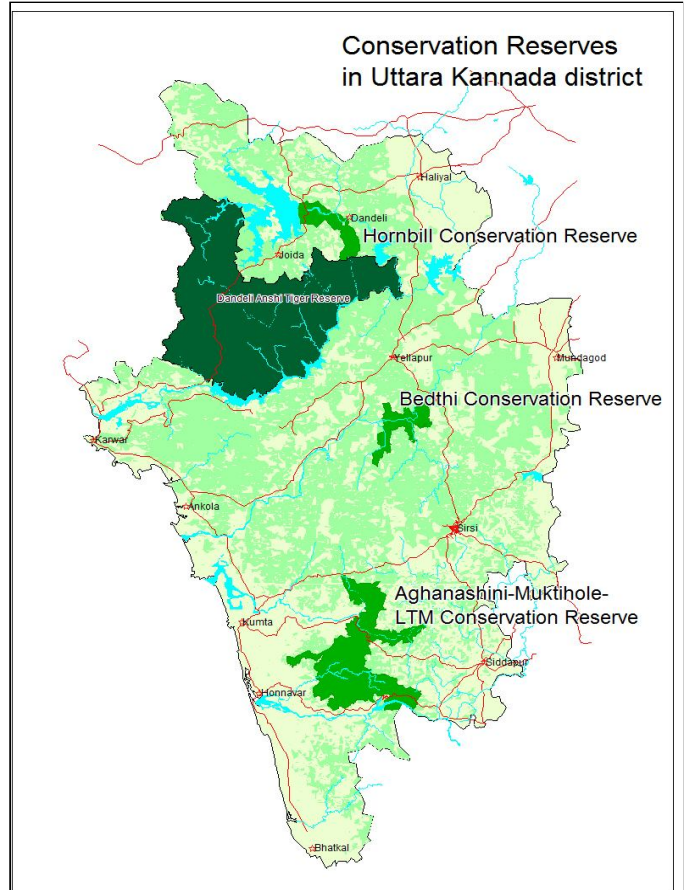 Conservation Reserves
in Uttara Kannada district
Haliyal
Dandeli
Hornbill Conservation Reserve
Joida
Dandeli Anshi Tiger Reserve
Yellapur
Mundagod
Bedthi Conservation Reserve
Karwar
Ankola
Sirsi
Aghanashini-Muktihole-
LTM Conservation Reserve
Kumta
Siddapur
Honnavar
Bhatkal